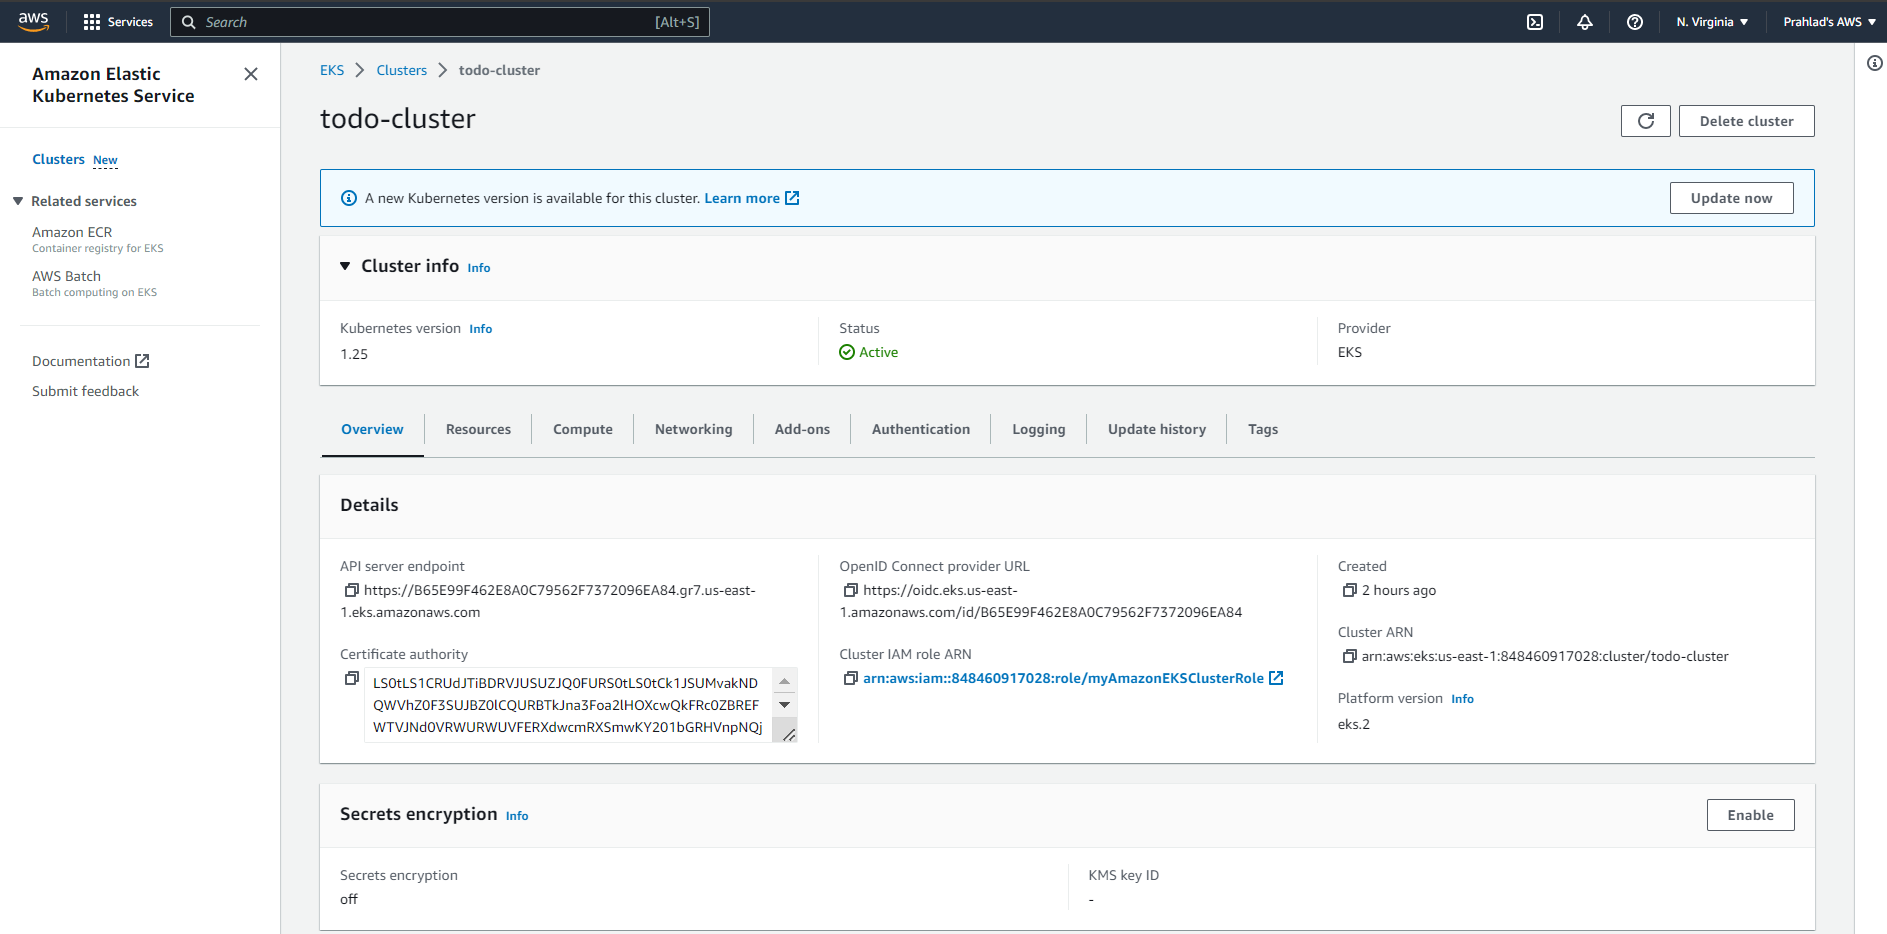 aws
Services
Search [Alt+S]
N. Virginia
Prahlad's AWS
Amazon Elastic
Kubernetes Service
Clusters New
Related services
Amazon ECR
Container registry for EKS
AWS Batch
Batch computing on EKS
Documentation
Submit feedback
EKS > Clusters > todo-cluster
todo-cluster
Delete cluster
A new Kubernetes version is available for this cluster. Learn more
Update now
Cluster info Info
Kubernetes version Info
1.25
Status
Active
Provider
EKS
Overview Resources Compute Networking Add-ons Authentication Logging Update history Tags
Details
API server endpoint
https://B65E99F462E8A0C79562F7372096EA84.gr7.us-east-
1.eks.amazonaws.com
Certificate authority
LS0tLS1CRUdJTiBDRVJUSUZJQ0FURS0tLS0tCk1JSUMvakND
QWVhZ0F3SUJBZ0lCQURBTkJna3Foa2lHOXcwQkFRc0ZBREF
WTVJNd0VRWURWUVFERXdwcmRXSmwKY201bGRHVnpNQj
OpenID Connect provider URL
https://oidc.eks.us-east-
1.amazonaws.com/id/B65E99F462E8A0C79562F7372096EA84
Cluster IAM role ARN
arn:aws:iam::848460917028:role/myAmazonEKSClusterRole
Created
2 hours ago
Cluster ARN
arn:aws:eks:us-east-1:848460917028:cluster/todo-cluster
Platform version Info
eks.2
Secrets encryption Info
Enable
Secrets encryption
off
KMS key ID
-